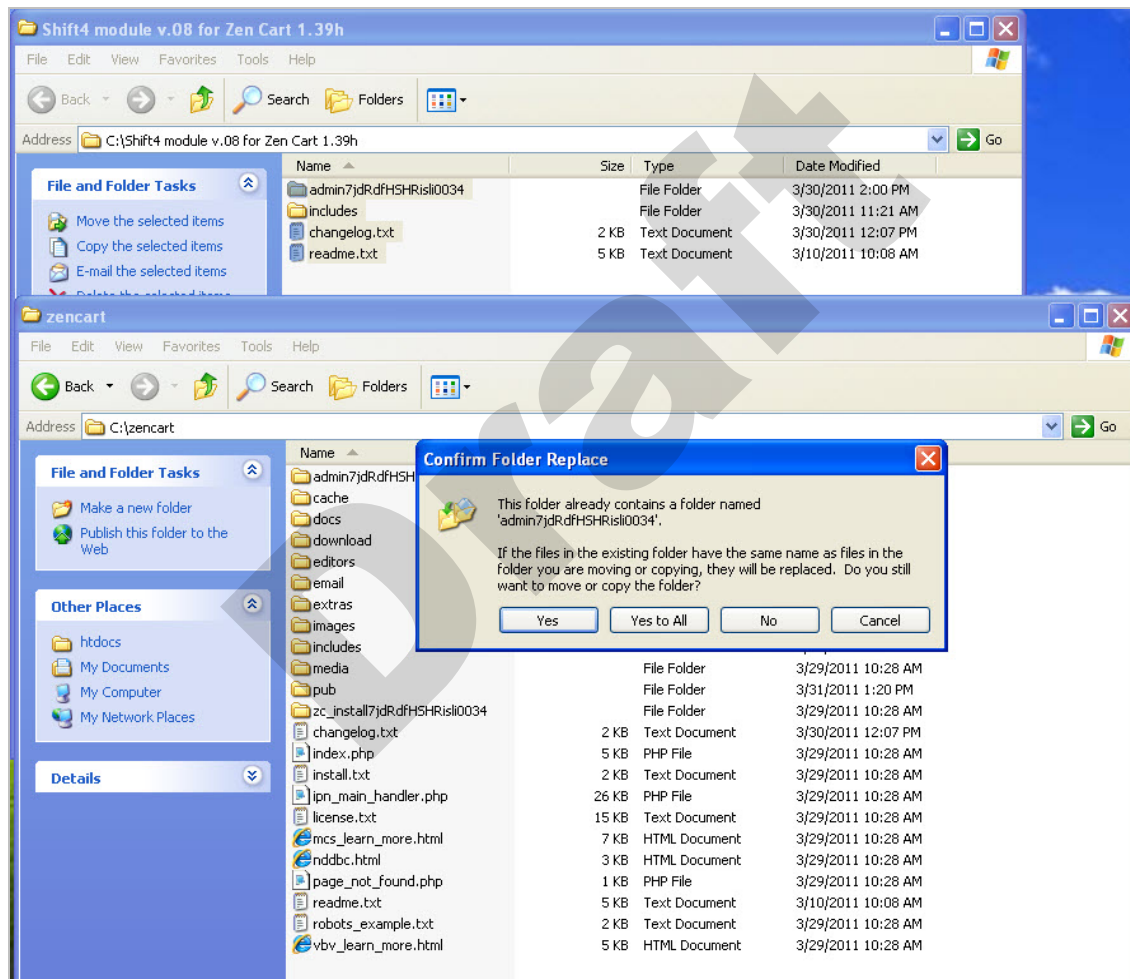 Shift4 module v.08 for Zen Cart 1.39h
File Edit View Favorites Tools Help
Back Search Folders
Address C:\Shift4 module v.08 for Zen Cart 1.39h Go
Name Size Type Date Modified
File and Folder Tasks
Move the selected items
Copy the selected items
E-mail the selected items
Delete the selected items
admin7jdRdfHSHRisli0034 File Folder 3/30/2011 2:00 PM
includes File Folder 3/30/2011 11:21 AM
changelog.txt 2 KB Text Document 3/30/2011 12:07 PM
readme.txt 5 KB Text Document 3/10/2011 10:08 AM
zencart
File Edit View Favorites Tools Help
Back Search Folders
Address C:\zencart Go
File and Folder Tasks
Make a new folder
Publish this folder to the
Web
Other Places
htdocs
My Documents
My Computer
My Network Places
Details
Name
admin7jdRdfHSH
cache
docs
download
editors
email
extras
images
includes
media File Folder 3/29/2011 10:28 AM
pub File Folder 3/31/2011 1:20 PM
zc_install7jdRdfHSHRisli0034 File Folder 3/29/2011 10:28 AM
changelog.txt 2 KB Text Document 3/30/2011 12:07 PM
index.php 5 KB PHP File 3/29/2011 10:28 AM
install.txt 2 KB Text Document 3/29/2011 10:28 AM
ipn_main_handler.php 26 KB PHP File 3/29/2011 10:28 AM
license.txt 15 KB Text Document 3/29/2011 10:28 AM
mcs_learn_more.html 7 KB HTML Document 3/29/2011 10:28 AM
nddbc.html 3 KB HTML Document 3/29/2011 10:28 AM
page_not_found.php 1 KB PHP File 3/29/2011 10:28 AM
readme.txt 5 KB Text Document 3/10/2011 10:08 AM
robots_example.txt 2 KB Text Document 3/29/2011 10:28 AM
vbv_learn_more.html 5 KB HTML Document 3/29/2011 10:28 AM
Confirm Folder Replace
This folder already contains a folder named
'admin7jdRdfHSHRisli0034'.
If the files in the existing folder have the same name as files in the
folder you are moving or copying, they will be replaced. Do you still
want to move or copy the folder?
Yes Yes to All No Cancel
Draft